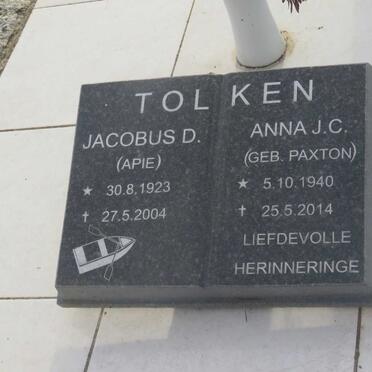 TOLKEN
JACOBUS D.
(APIE)
★ 30.8.1923
✝ 27.5.2004
ANNA J.C.
(GEB. PAXTON)
★ 5.10.1940
✝ 25.5.2014
LIEFDEVOLLE
HERINNERINGE